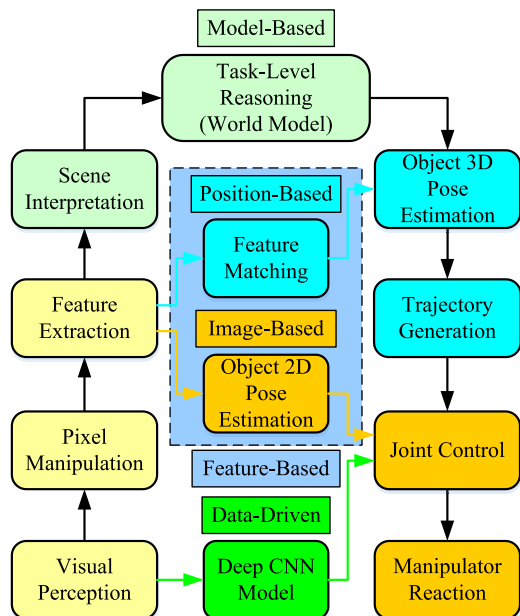 Model-Based
Task-Level
Reasoning
(World Model)
Scene
Interpretation
Position-Based
Object 3D
Pose
Estimation
Feature
Matching
Feature
Extraction
Image-Based
Trajectory
Generation
Object 2D
Pose
Estimation
Pixel
Manipulation
Joint Control
Feature-Based
Data-Driven
Visual
Perception
Deep CNN
Model
Manipulator
Reaction